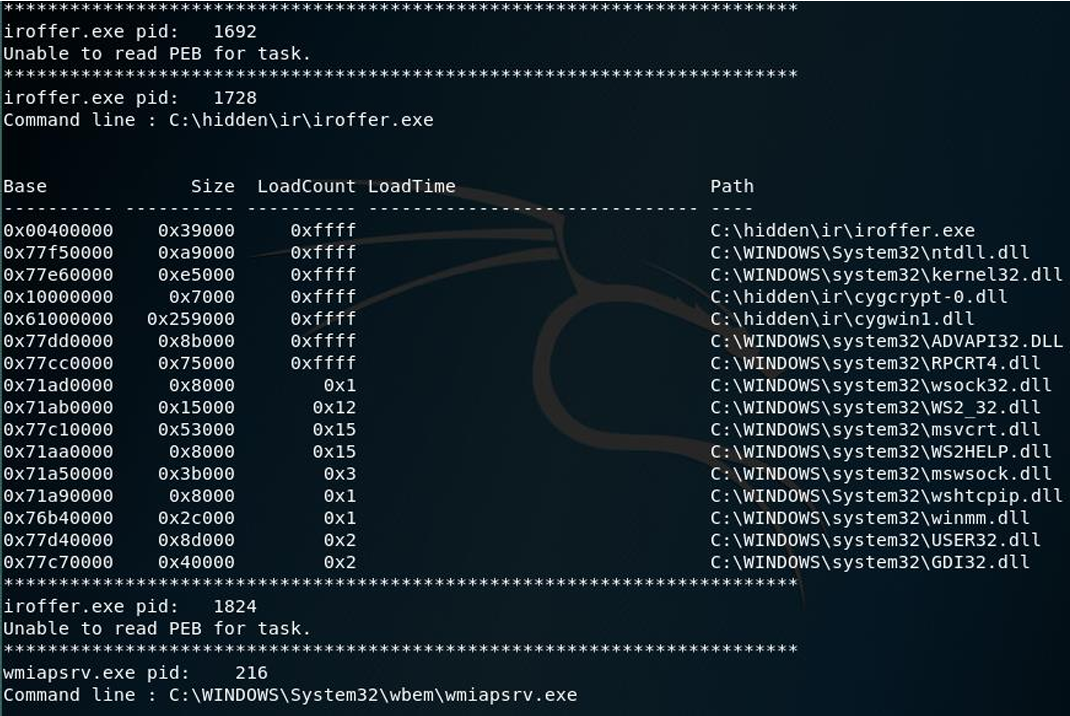 ************************************************************************
iroffer.exe pid:   1692
Unable to read PEB for task.
************************************************************************
iroffer.exe pid:   1728
Command line : C:\hidden\ir\iroffer.exe
Base             Size  LoadCount LoadTime                       Path
---------- ---------- ---------- ------------------------------ ----
0x00400000    0x39000     0xffff                                C:\hidden\ir\iroffer.exe
0x77f50000    0xa9000     0xffff                                C:\WINDOWS\System32\ntdll.dll
0x77e60000    0xe5000     0xffff                                C:\WINDOWS\system32\kernel32.dll
0x10000000     0x7000     0xffff                                C:\hidden\ir\cygcrypt-0.dll
0x61000000   0x259000     0xffff                                C:\hidden\ir\cygwin1.dll
0x77dd0000    0x8b000     0xffff                                C:\WINDOWS\system32\ADVAPI32.DLL
0x77cc0000    0x75000     0xffff                                C:\WINDOWS\system32\RPCRT4.dll
0x71ad0000     0x8000        0x1                                C:\WINDOWS\system32\wsock32.dll
0x71ab0000    0x15000       0x12                                C:\WINDOWS\system32\WS2_32.dll
0x77c10000    0x53000       0x15                                C:\WINDOWS\system32\msvcrt.dll
0x71aa0000     0x8000       0x15                                C:\WINDOWS\system32\WS2HELP.dll
0x71a50000    0x3b000        0x3                                C:\WINDOWS\system32\mswsock.dll
0x71a90000     0x8000        0x1                                C:\WINDOWS\System32\wshtcpip.dll
0x76b40000    0x2c000        0x1                                C:\WINDOWS\system32\winmm.dll
0x77d40000    0x8d000        0x2                                C:\WINDOWS\system32\USER32.dll
0x77c70000    0x40000        0x2                                C:\WINDOWS\system32\GDI32.dll
************************************************************************
iroffer.exe pid:   1824
Unable to read PEB for task.
************************************************************************
wmiapsrv.exe pid:    216
Command line : C:\WINDOWS\System32\wbem\wmiapsrv.exe